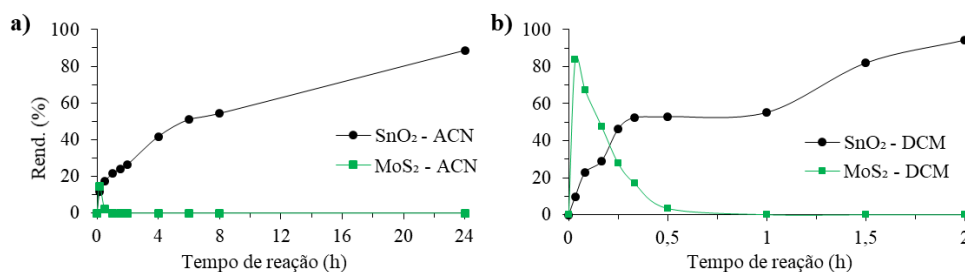 a)
Rend. (%)
100
80
60
40
20
0
SnO₂ - ACN
MoS₂ - ACN
0 4 8 12 16 20 24
Tempo de reação (h)
b)
100
80
60
40
20
0
SnO₂ - DCM
MoS₂ - DCM
0 0,5 1 1,5 2
Tempo de reação (h)